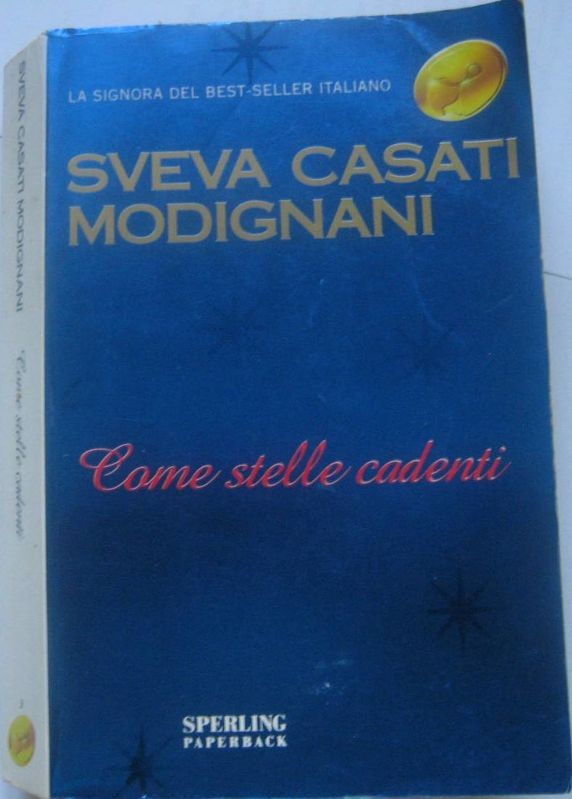 LA SIGNORA DEL BEST-SELLER ITALIANO
SVEVA CASATI
MODIGNANI
Come stelle cadenti
SPERLING
PAPERBACK
SVEVA CASATI MODIGNANI
Come stelle cadenti